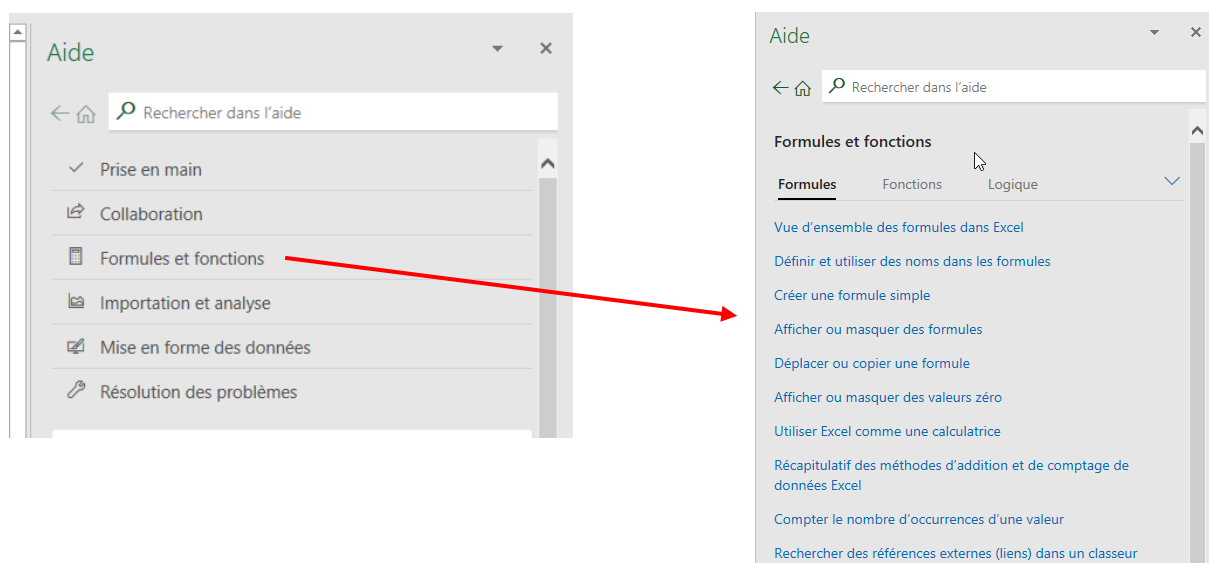 Aide
Rechercher dans l'aide
Prise en main
Collaboration
Formules et fonctions
Importation et analyse
Mise en forme des données
Résolution des problèmes
Aide
Rechercher dans l'aide
Formules et fonctions
Formules Fonctions Logique
Vue d'ensemble des formules dans Excel
Définir et utiliser des noms dans les formules
Créer une formule simple
Afficher ou masquer des formules
Déplacer ou copier une formule
Afficher ou masquer des valeurs zéro
Utiliser Excel comme une calculatrice
Récapitulatif des méthodes d'addition et de comptage de
données Excel
Compter le nombre d'occurrences d'une valeur
Rechercher des références externes (liens) dans un classeur